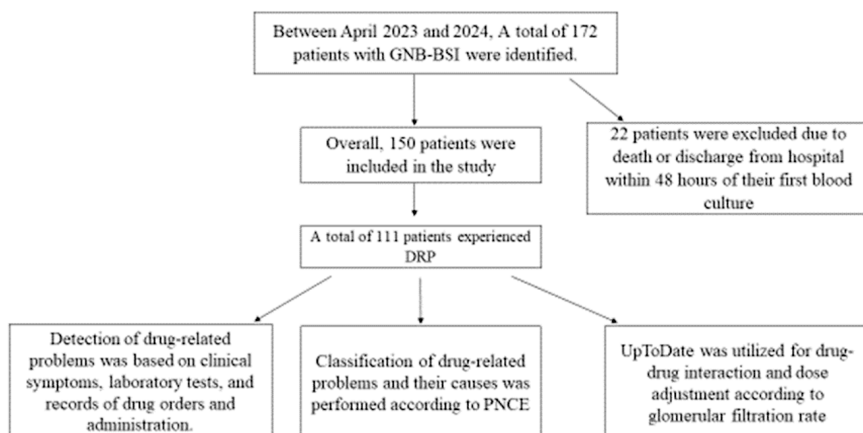 Between April 2023 and 2024, A total of 172
patients with GNB-BSI were identified.
Overall, 150 patients were
included in the study
22 patients were excluded due to
death or discharge from hospital
within 48 hours of their first blood
culture
A total of 111 patients experienced
DRP
Detection of drug-related
problems was based on clinical
symptoms, laboratory tests, and
records of drug orders and
administration.
Classification of drug-related
problems and their causes was
performed according to PNCE
UpToDate was utilized for drug-
drug interaction and dose
adjustment according to
glomerular filtration rate